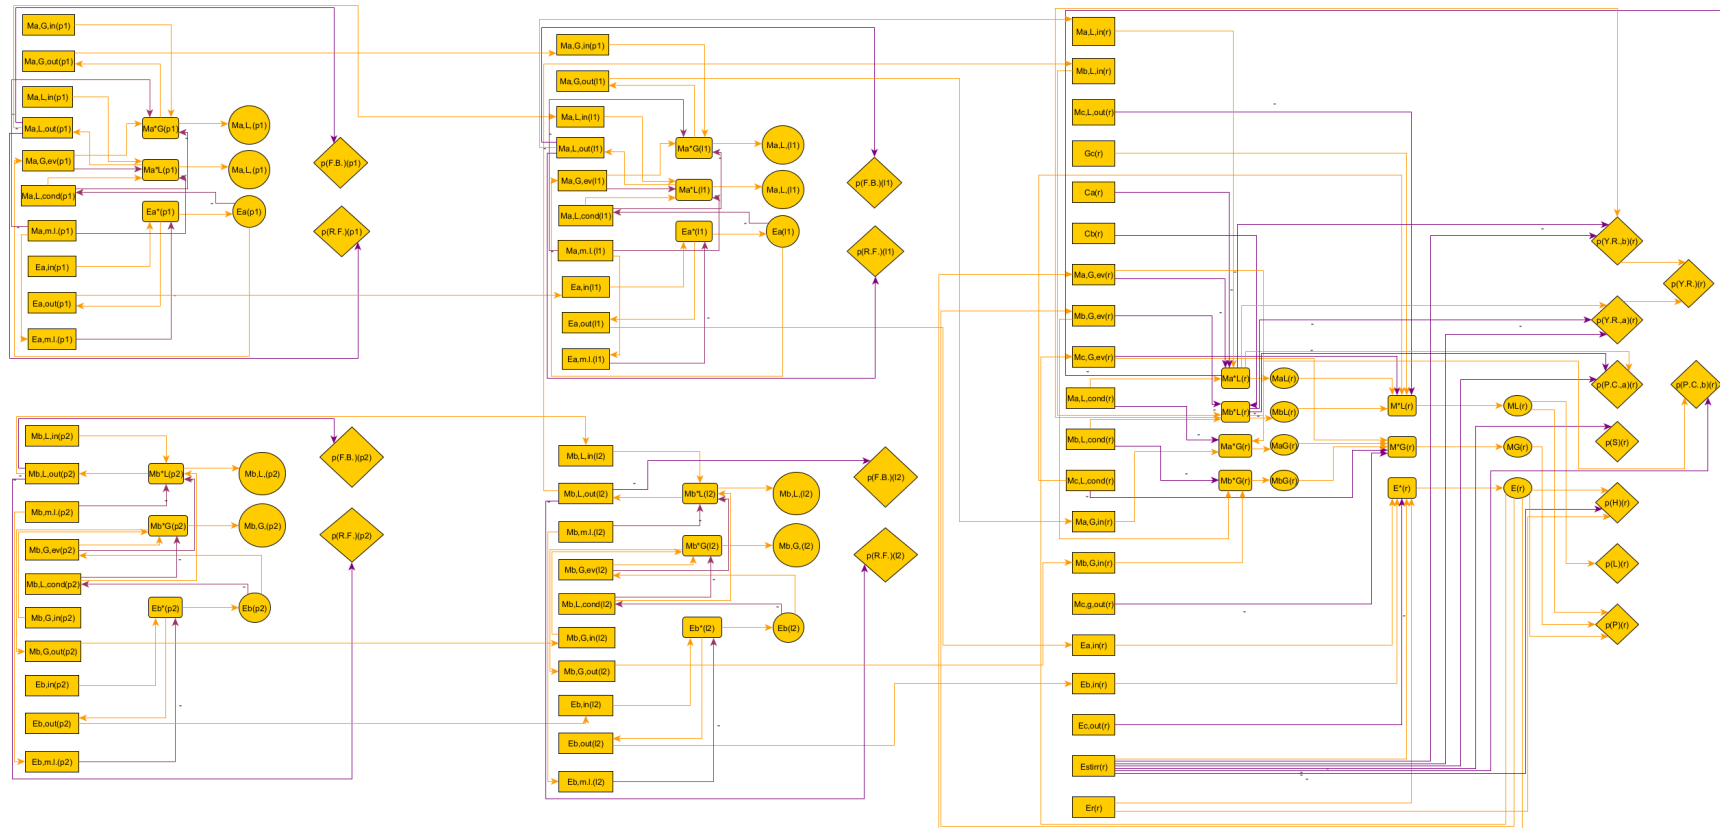 Ma,G,in(p1)
Ma,G,out(p1)
Ma,L,in(p1)
Ma,L,out(p1)
Ma,G,ev(p1)
Ma,L,cond(p1)
Ma,m.l.(p1)
Ea,in(p1)
Ea,out(p1)
Ea,m.l.(p1)
Ma*G(p1)
Ma*L(p1)
Ea*(p1)
Ma,L,(p1)
Ma,L,(p1)
Ea(p1)
p(F.B.)(p1)
p(R.F.)(p1)
Ma,G,in(p1)
Ma,G,out(l1)
Ma,L,in(l1)
Ma,L,out(l1)
Ma,G,ev(l1)
Ma,L,cond(l1)
Ma,m.l.(l1)
Ea,in(l1)
Ea,out(l1)
Ea,m.l.(l1)
Ma*G(l1)
Ma*L(l1)
Ea*(l1)
Ma,L,(l1)
Ma,L,(l1)
Ea(l1)
p(F.B.)(l1)
p(R.F.)(l1)
Mb,L,in(p2)
Mb,L,out(p2)
Mb,m.l.(p2)
Mb,G,ev(p2)
Mb,L,cond(p2)
Mb,G,in(p2)
Mb,G,out(p2)
Eb,in(p2)
Eb,out(p2)
Eb,m.l.(p2)
Mb*L(p2)
Mb*G(p2)
Eb*(p2)
Mb,L,(p2)
Mb,G,(p2)
Eb(p2)
p(F.B.)(p2)
p(R.F.)(p2)
Mb,L,in(l2)
Mb,L,out(l2)
Mb,m.l.(l2)
Mb,G,ev(l2)
Mb,L,cond(l2)
Mb,G,in(l2)
Mb,G,out(l2)
Eb,in(l2)
Eb,out(l2)
Eb,m.l.(l2)
Mb*L(l2)
Mb*G(l2)
Eb*(l2)
Mb,L,(l2)
Mb,G,(l2)
Eb(l2)
p(F.B.)(l2)
p(R.F.)(l2)
Ma,L,in(r)
Mb,L,in(r)
Mc,L,out(r)
Gc(r)
Ca(r)
Cb(r)
Ma,G,ev(r)
Mb,G,ev(r)
Mc,G,ev(r)
Ma,L,cond(r)
Mb,L,cond(r)
Mc,L,cond(r)
Ma,G,in(r)
Mb,G,in(r)
Mc,g,out(r)
Ea,in(r)
Eb,in(r)
Ec,out(r)
Estirr(r)
Er(r)
Ma*L(r)
Mb*L(r)
Ma*G(r)
Mb*G(r)
MaL(r)
MbL(r)
MaG(r)
MbG(r)
M*L(r)
M*G(r)
E*(r)
ML(r)
MG(r)
E(r)
p(Y.R.,b)(r)
p(Y.R.)(r)
p(Y.R.,a)(r)
p(P.C.,a)(r)
p(P.C.,b)(r)
p(S)(r)
p(H)(r)
p(L)(r)
p(P)(r)